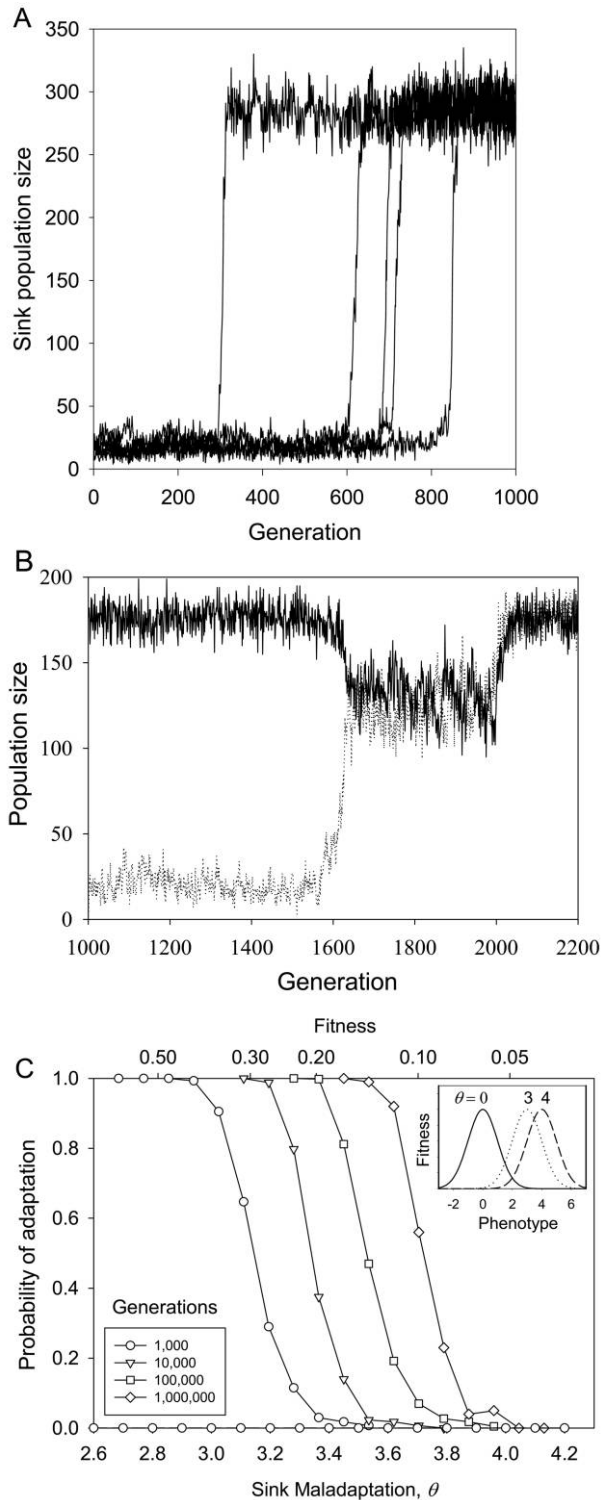 A
350
300
250
200
150
100
50
0
Sink population size
0 200 400 600 800 1000
Generation
B
200
150
100
50
0
Population size
1000 1200 1400 1600 1800 2000 2200
Generation
C
Fitness
0.50 0.30 0.20 0.10 0.05
1.0
0.8
0.6
0.4
0.2
0.0
Probability of adaptation
θ = 0 3 4
Fitness
-2 0 2 4 6
Phenotype
Generations
1,000
10,000
100,000
1,000,000
2.6 2.8 3.0 3.2 3.4 3.6 3.8 4.0 4.2
Sink Maladaptation, θ